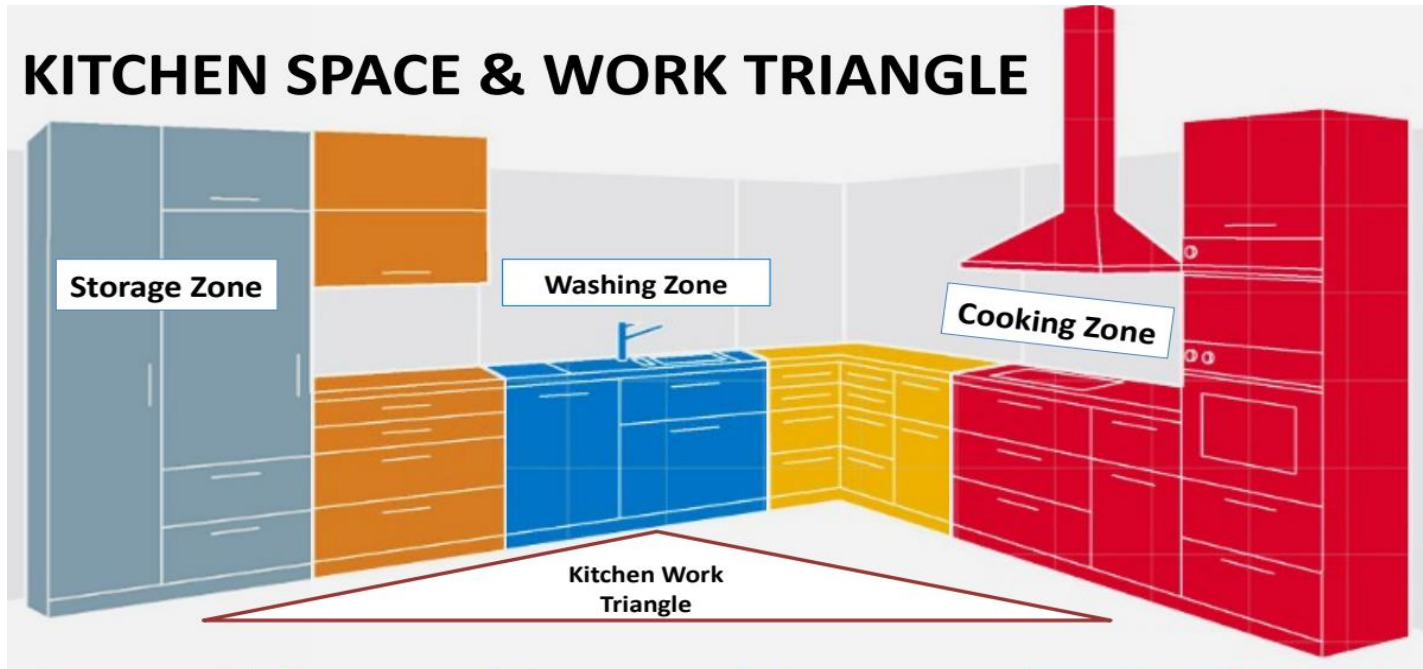 KITCHEN SPACE & WORK TRIANGLE
Storage Zone
Washing Zone
Cooking Zone
Kitchen Work
Triangle